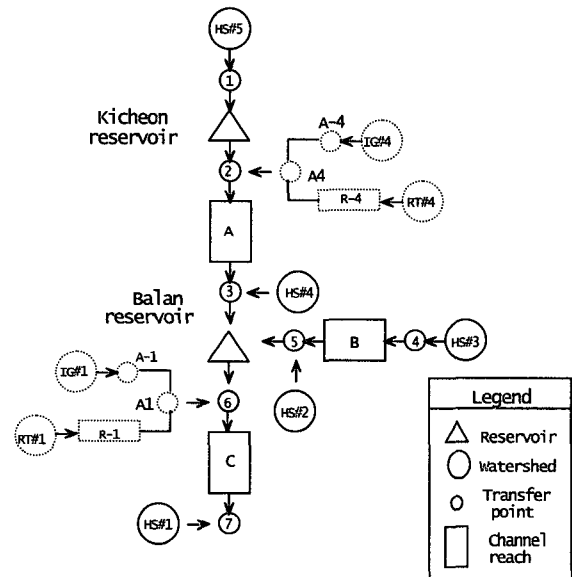 HS#5
1
Kicheon
reservoir
A-4
IG#4
2
A4
R-4
RT#4
A
Balan
reservoir
3
HS#4
5
B
4
HS#3
IG#1
A-1
A1
6
HS#2
RT#1
R-1
C
HS#1
7
Legend
Reservoir
Watershed
Transfer
point
Channel
reach